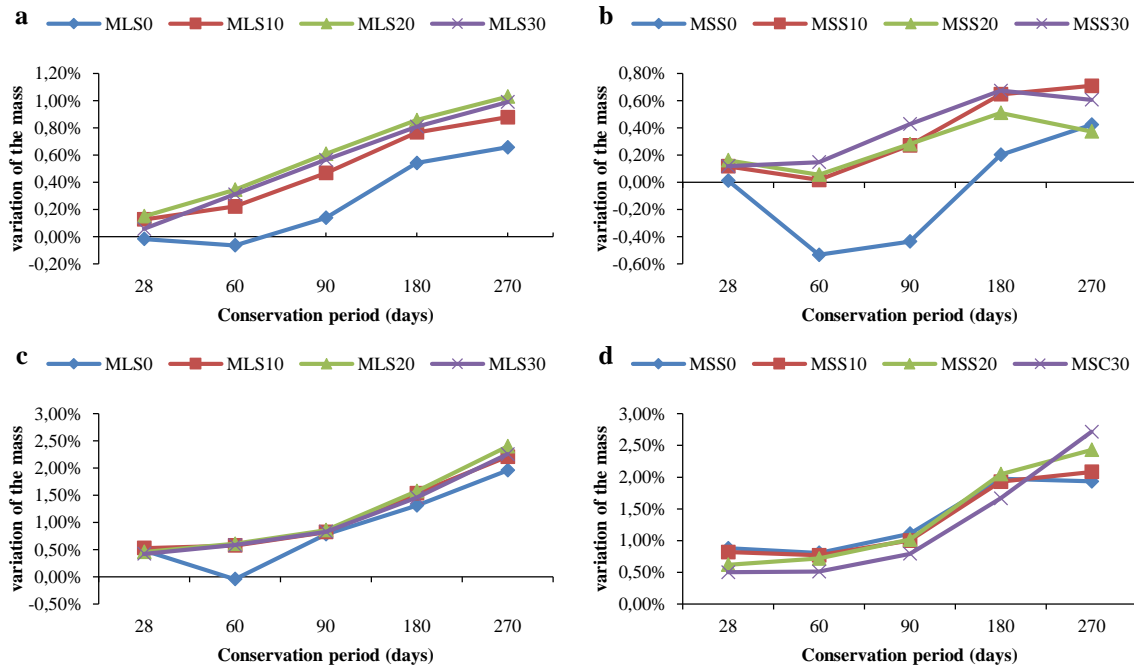 a
MLS0 MLS10 MLS20 MLS30
variation of the mass
1,20%
1,00%
0,80%
0,60%
0,40%
0,20%
0,00%
-0,20%
28 60 90 180 270
Conservation period (days)
b
MSS0 MSS10 MSS20 MSS30
variation of the mass
0,80%
0,60%
0,40%
0,20%
0,00%
-0,20%
-0,40%
-0,60%
28 60 90 180 270
Conservation period (days)
c
MLS0 MLS10 MLS20 MLS30
variation of the mass
3,00%
2,50%
2,00%
1,50%
1,00%
0,50%
0,00%
-0,50%
28 60 90 180 270
Conservation period (days)
d
MSS0 MSS10 MSS20 MSC30
variation of the mass
3,00%
2,50%
2,00%
1,50%
1,00%
0,50%
0,00%
28 60 90 180 270
Conservation period (days)